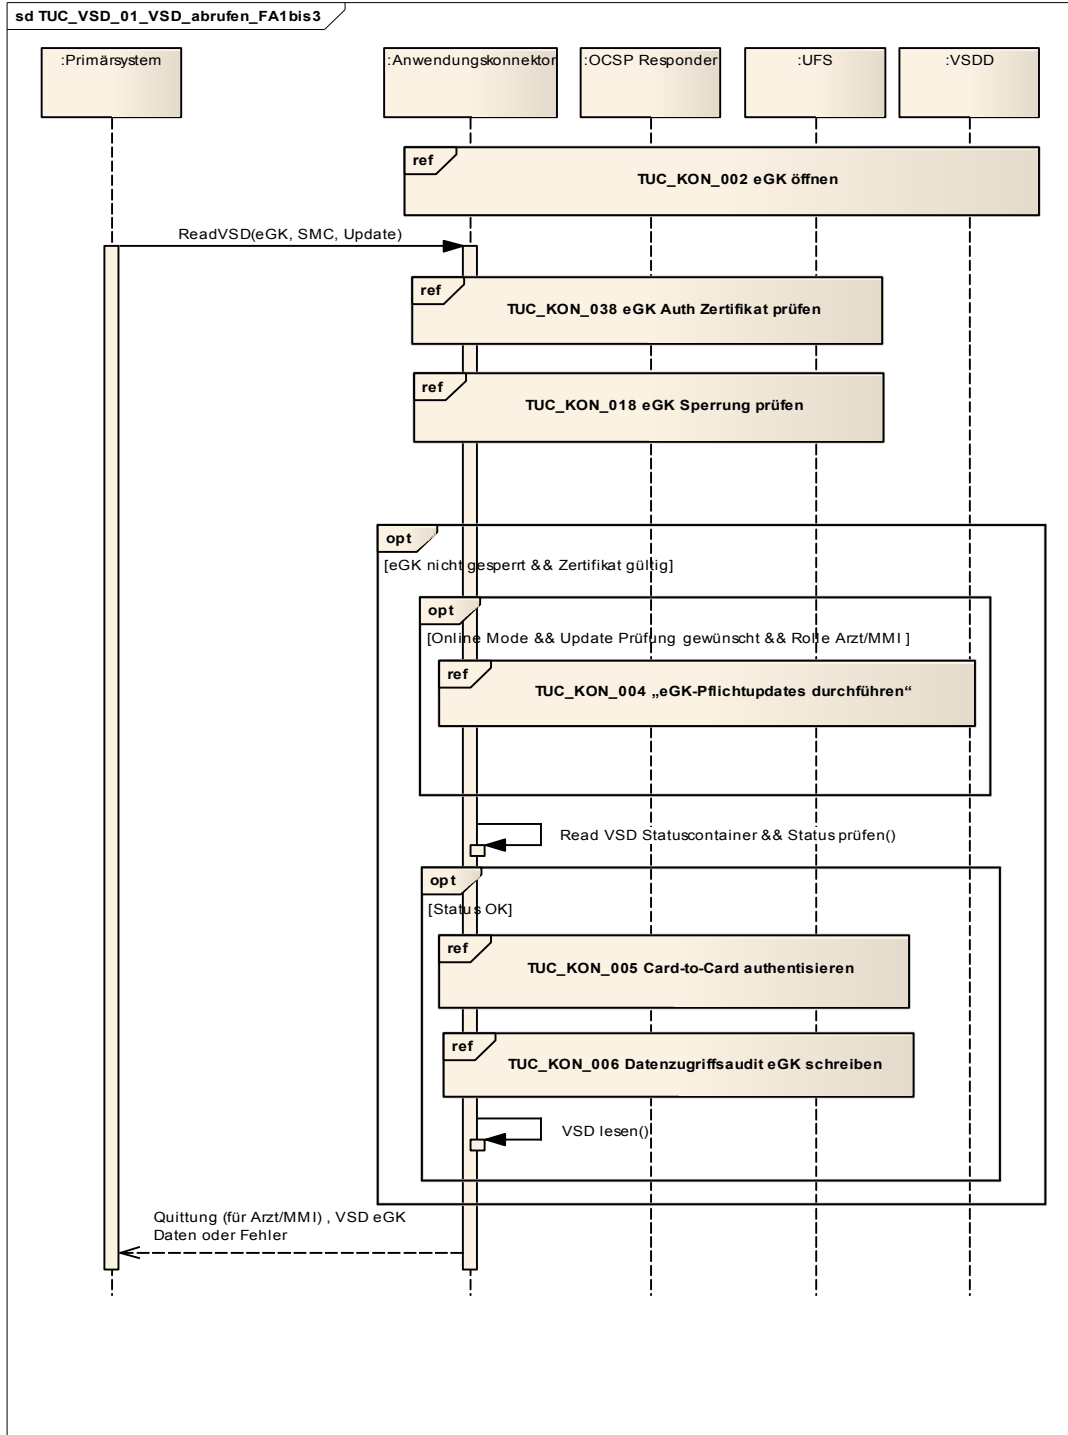 sd TUC_VSD_01_VSD_abrufen_FA1bis3
:Primärsystem
:Anwendungskonnektor
:OCSP Responder
:UFS
:VSDD
ref
TUC_KON_002 eGK öffnen
ReadVSD(eGK, SMC, Update)
ref
TUC_KON_038 eGK Auth Zertifikat prüfen
ref
TUC_KON_018 eGK Sperrung prüfen
opt
[eGK nicht gesperrt && Zertifikat gültig]
opt
[Online Mode && Update Prüfung gewünscht && Rolle Arzt/MMI ]
ref
TUC_KON_004 „eGK-Pflichtupdates durchführen“
Read VSD Statuscontainer && Status prüfen()
opt
[Status OK]
ref
TUC_KON_005 Card-to-Card authentisieren
ref
TUC_KON_006 Datenzugriffsaudit eGK schreiben
VSD lesen()
Quittung (für Arzt/MMI) , VSD eGK
Daten oder Fehler